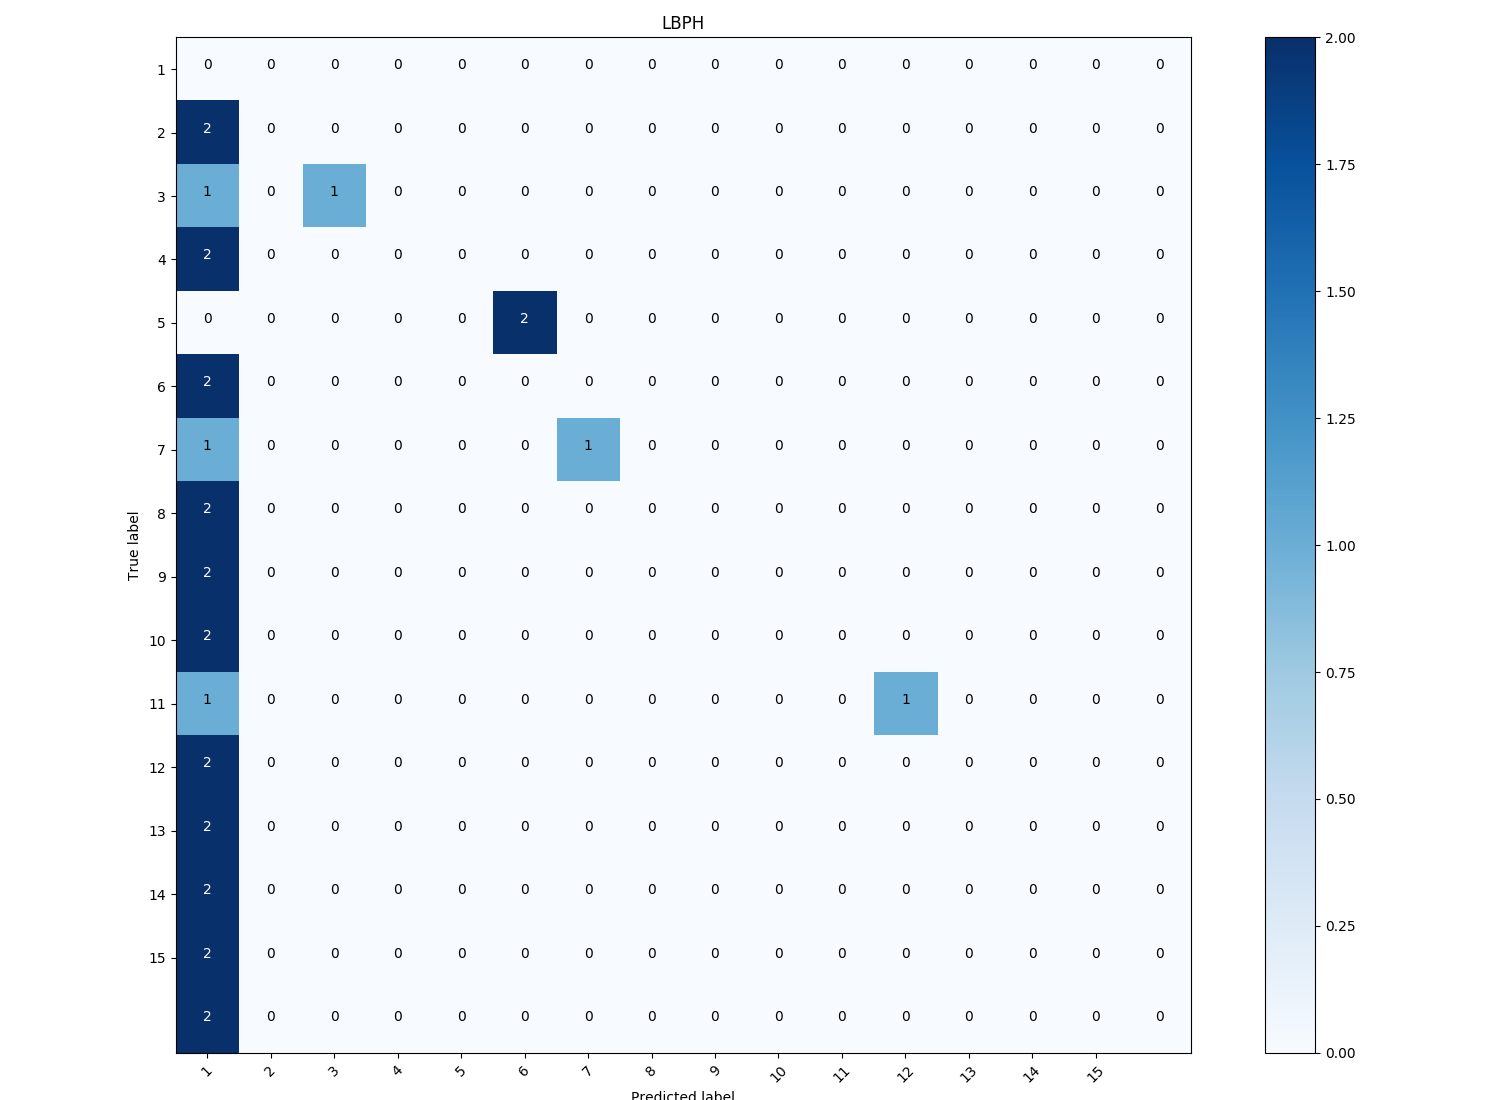 LBPH
1 0 0 0 0 0 0 0 0 0 0 0 0 0 0 0 0
2 2 0 0 0 0 0 0 0 0 0 0 0 0 0 0 0
3 1 0 1 0 0 0 0 0 0 0 0 0 0 0 0 0
4 2 0 0 0 0 0 0 0 0 0 0 0 0 0 0 0
5 0 0 0 0 0 2 0 0 0 0 0 0 0 0 0 0
6 2 0 0 0 0 0 0 0 0 0 0 0 0 0 0 0
7 1 0 0 0 0 0 1 0 0 0 0 0 0 0 0 0
8 2 0 0 0 0 0 0 0 0 0 0 0 0 0 0 0
9 2 0 0 0 0 0 0 0 0 0 0 0 0 0 0 0
10 2 0 0 0 0 0 0 0 0 0 0 0 0 0 0 0
11 1 0 0 0 0 0 0 0 0 0 0 1 0 0 0 0
12 2 0 0 0 0 0 0 0 0 0 0 0 0 0 0 0
13 2 0 0 0 0 0 0 0 0 0 0 0 0 0 0 0
14 2 0 0 0 0 0 0 0 0 0 0 0 0 0 0 0
15 2 0 0 0 0 0 0 0 0 0 0 0 0 0 0 0
2 0 0 0 0 0 0 0 0 0 0 0 0 0 0 0
1 2 3 4 5 6 7 8 9 10 11 12 13 14 15
True label
Predicted label
2.00
1.75
1.50
1.25
1.00
0.75
0.50
0.25
0.00